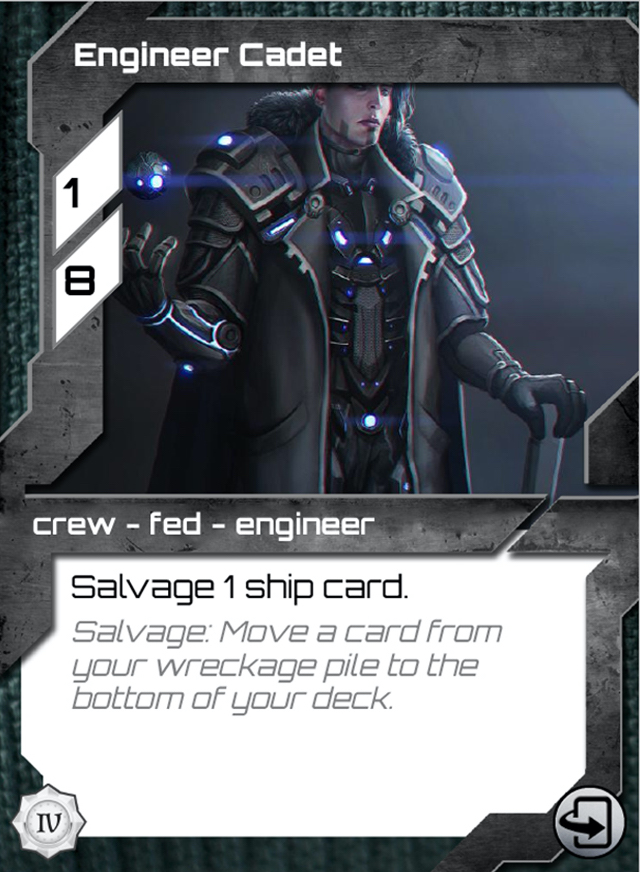 Engineer Cadet
1
8
crew - fed - engineer
Salvage 1 ship card.
Salvage: Move a card from
your wreckage pile to the
bottom of your deck.
IV